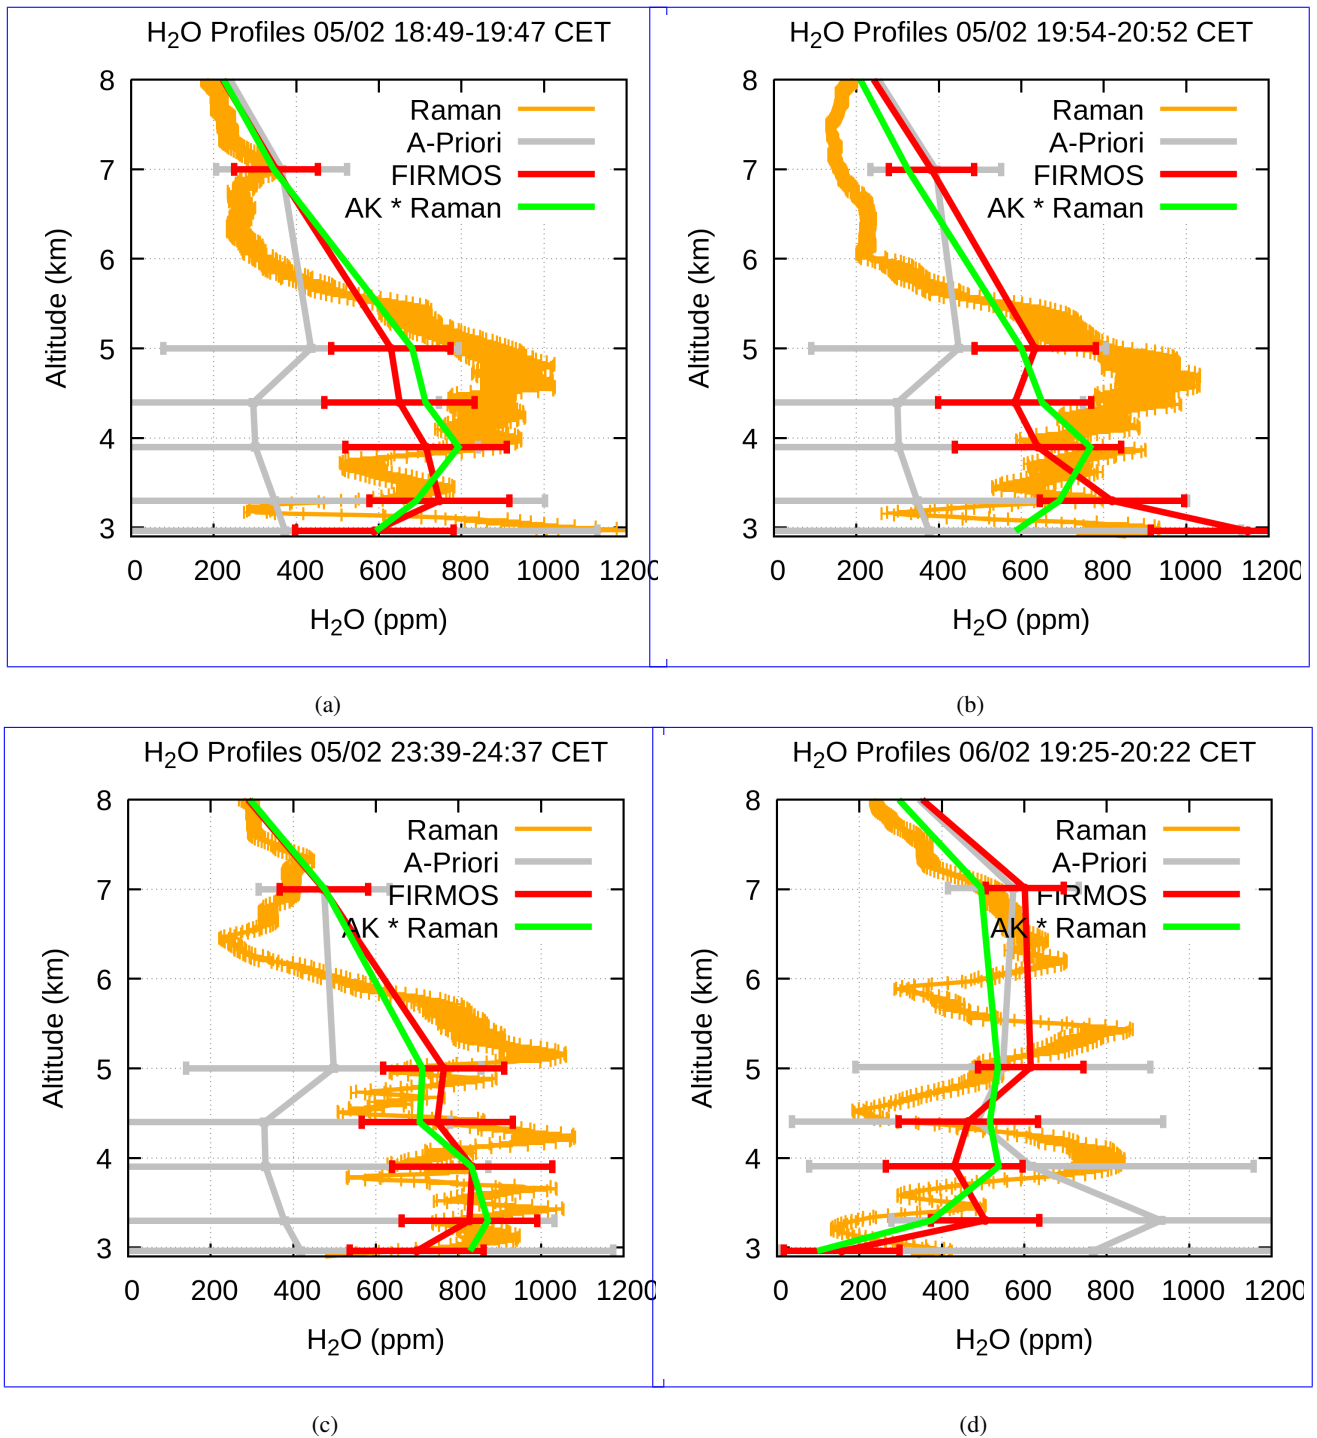 H2O Profiles 05/02 18:49-19:47 CET
8
7
6
5
4
3
Altitude (km)
Raman
A-Priori
FIRMOS
AK * Raman
0 200 400 600 800 1000 1200
H2O (ppm)
(a)
H2O Profiles 05/02 19:54-20:52 CET
8
7
6
5
4
3
Altitude (km)
Raman
A-Priori
FIRMOS
AK * Raman
0 200 400 600 800 1000 1200
H2O (ppm)
(b)
H2O Profiles 05/02 23:39-24:37 CET
8
7
6
5
4
3
Altitude (km)
Raman
A-Priori
FIRMOS
AK * Raman
0 200 400 600 800 1000 1200
H2O (ppm)
(c)
H2O Profiles 06/02 19:25-20:22 CET
8
7
6
5
4
3
Altitude (km)
Raman
A-Priori
FIRMOS
AK * Raman
0 200 400 600 800 1000 1200
H2O (ppm)
(d)